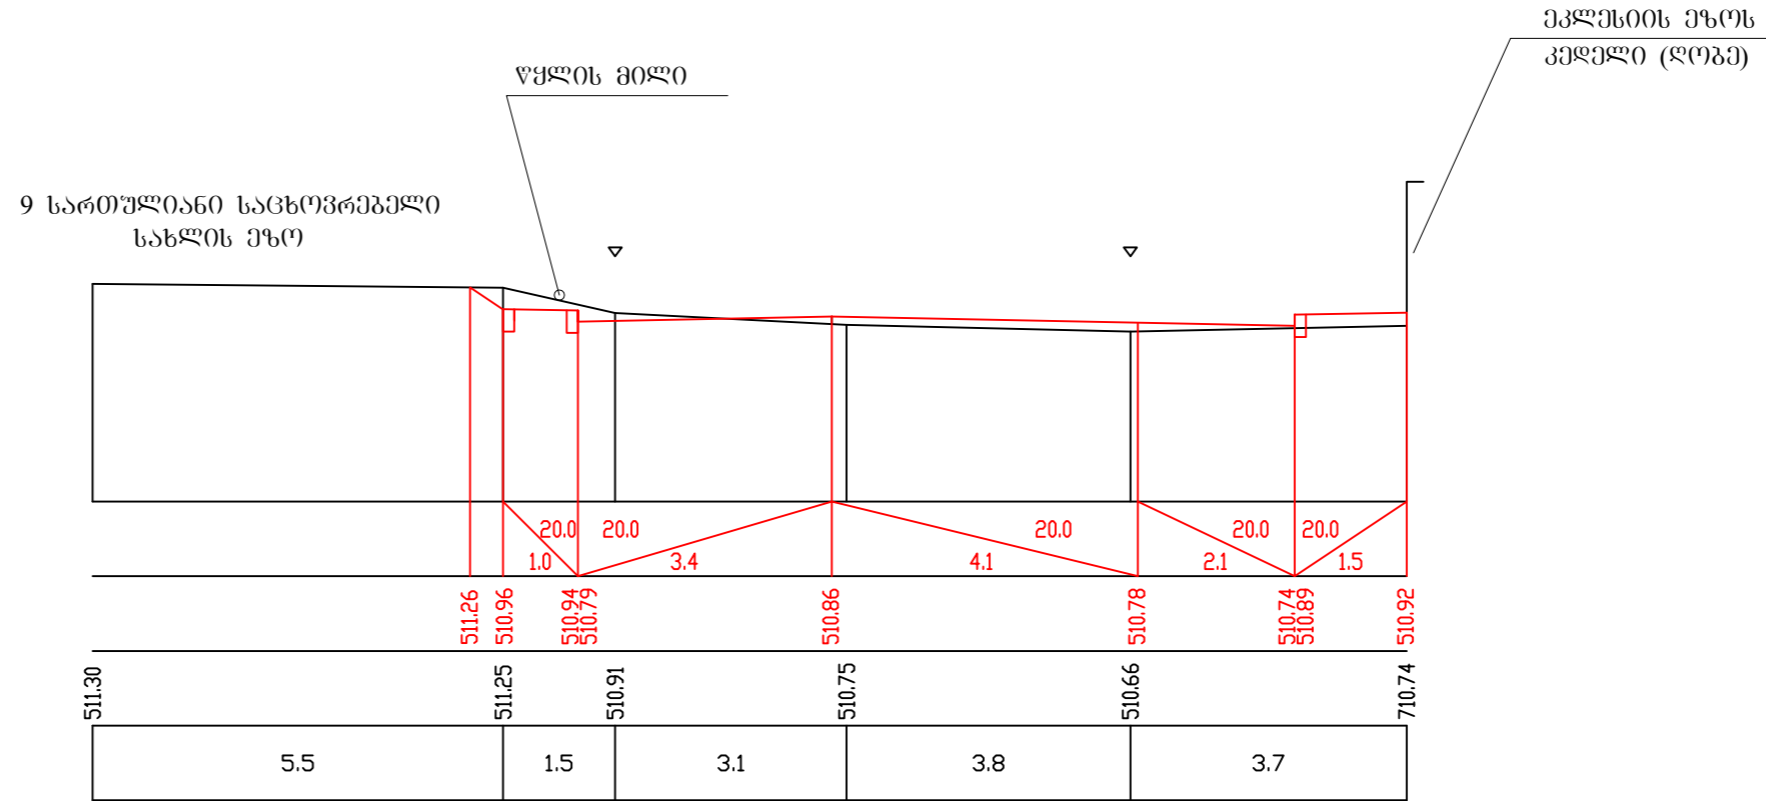 ეკლესიის ეზოს
კედელი (ღობე)
წყლის მილი
9 სართულიანი საცხოვრებელი
სახლის ეზო
20.0 20.0 20.0 20.0 20.0
1.0 3.4 4.1 2.1 1.5
511.26 510.96 510.94 510.79 510.86 510.78 510.74 510.89 510.92
511.30 511.25 510.91 510.75 510.66 710.74
5.5 1.5 3.1 3.8 3.7